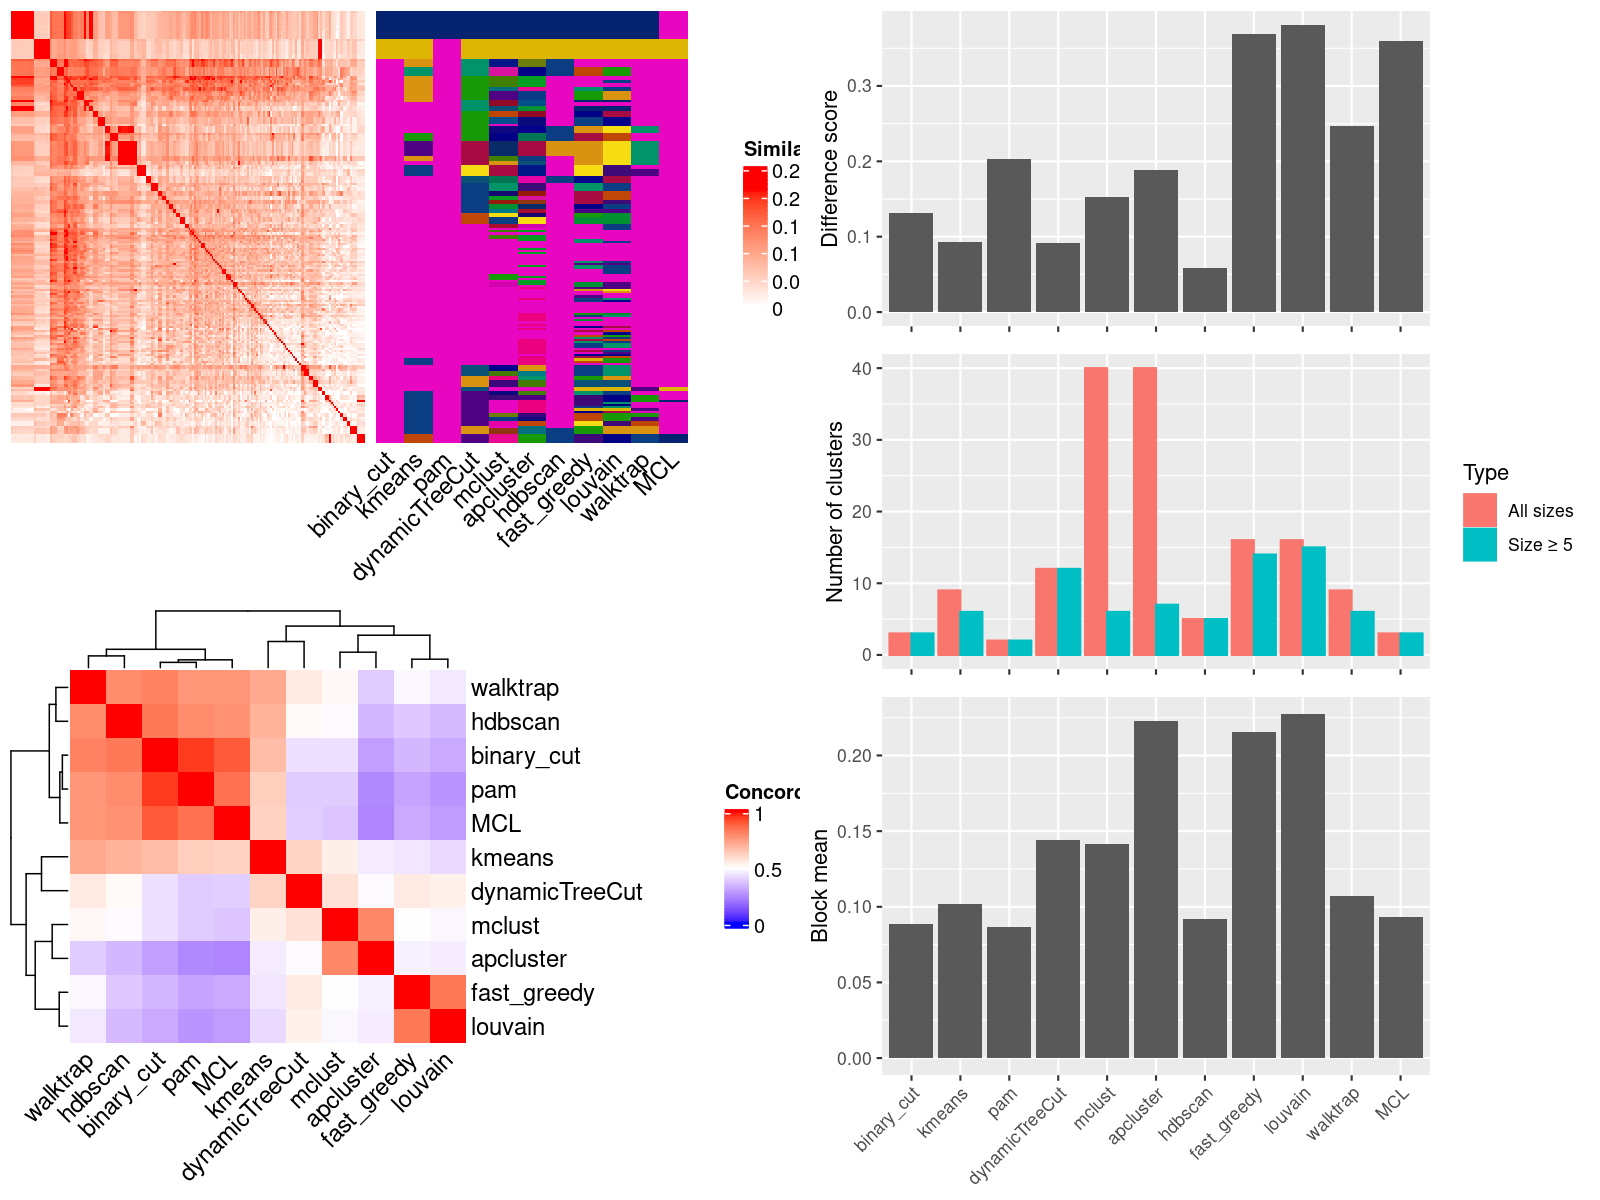 binary_cut
kmeans
pam
dynamicTreeCut
mclust
apcluster
hdbscan
fast_greedy
louvain
walktrap
MCL
Simila
0.2
0.2
0.1
0.1
0.0
0
walktrap
hdbscan
binary_cut
pam
MCL
kmeans
dynamicTreeCut
mclust
apcluster
fast_greedy
louvain
walktrap
hdbscan
binary_cut
pam
MCL
kmeans
dynamicTreeCut
mclust
apcluster
fast_greedy
louvain
Concord
1
0.5
0
Difference score
0.3
0.2
0.1
0.0
Number of clusters
40
30
20
10
0
Type
All sizes
Size ≥ 5
Block mean
0.20
0.15
0.10
0.05
0.00
binary_cut
kmeans
pam
dynamicTreeCut
mclust
apcluster
hdbscan
fast_greedy
louvain
walktrap
MCL